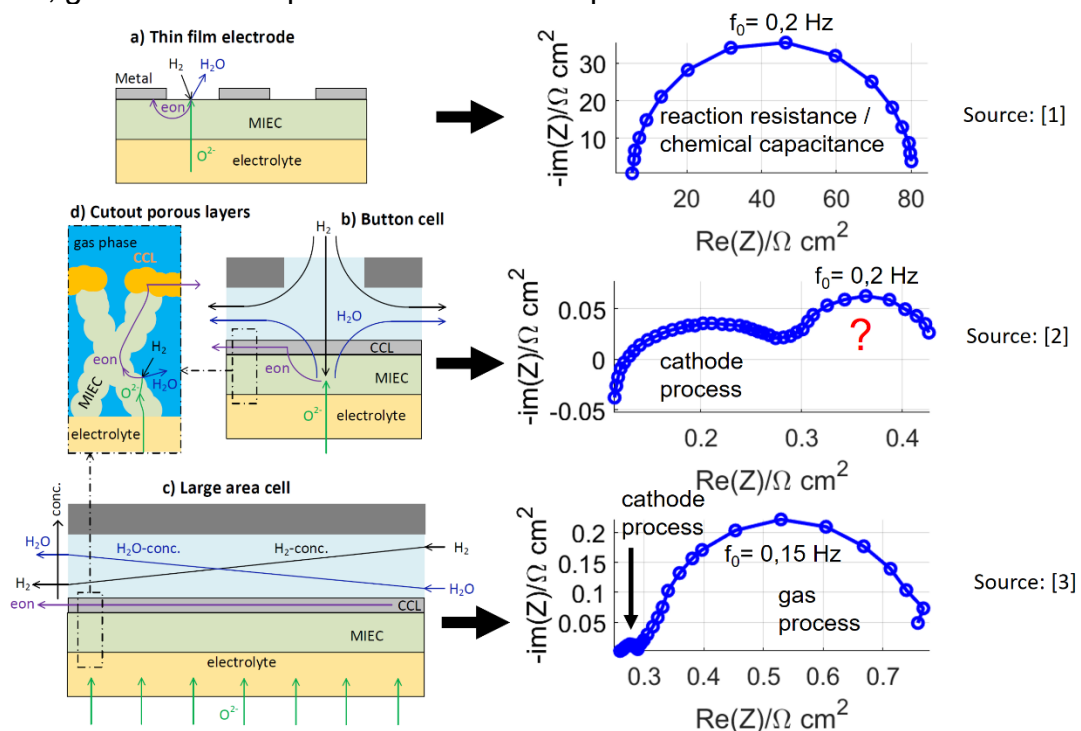 a) Thin film electrode
H₂
H₂O
Metal
eon
MIEC
O²⁻
electrolyte
f₀= 0,2 Hz
-im(Z)/Ω cm²
30
20
10
reaction resistance /
chemical capacitance
20 40 60 80
Re(Z)/Ω cm²
Source: [1]
d) Cutout porous layers
gas phase
CCL
eon
H₂
H₂O
MIEC
O²⁻
electrolyte
b) Button cell
H₂
H₂O
CCL
eon
MIEC
electrolyte
O²⁻
f₀= 0,2 Hz
-im(Z)/Ω cm²
0.05
0
-0.05
?
cathode
process
0.2 0.3 0.4
Re(Z)/Ω cm²
Source: [2]
c) Large area cell
conc.
H₂O
H₂O-conc.
H₂-conc.
H₂
H₂
H₂O
eon
CCL
MIEC
electrolyte
O²⁻
cathode
process
-im(Z)/Ω cm²
0.2
0.15
0.1
0.05
f₀= 0,15 Hz
gas
process
0.3 0.4 0.5 0.6 0.7
Re(Z)/Ω cm²
Source: [3]